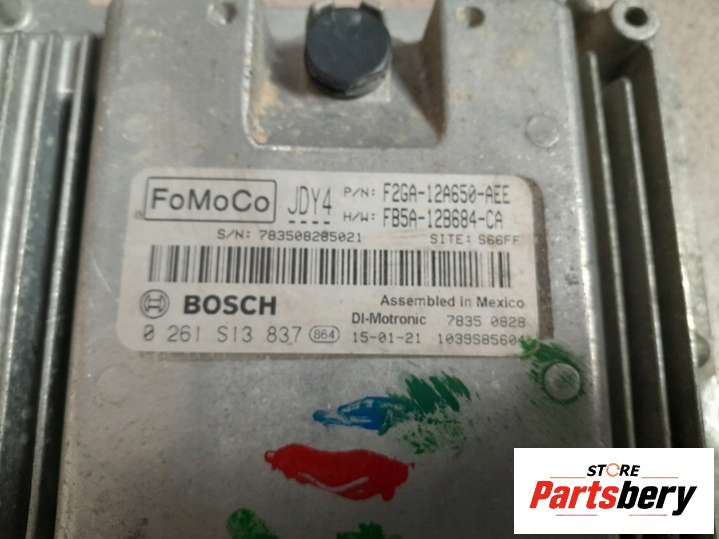 FoMoCo JDY4 P/N: F2GA-12A650-AEE
H/W: FB5A-12B684-CA
S/N: 783508285021 SITE: S66FF
BOSCH Assembled in Mexico
DI-Motronic 7835 0828
0 261 S13 837 864 15-01-21 1039S85604
STORE
Partsbery